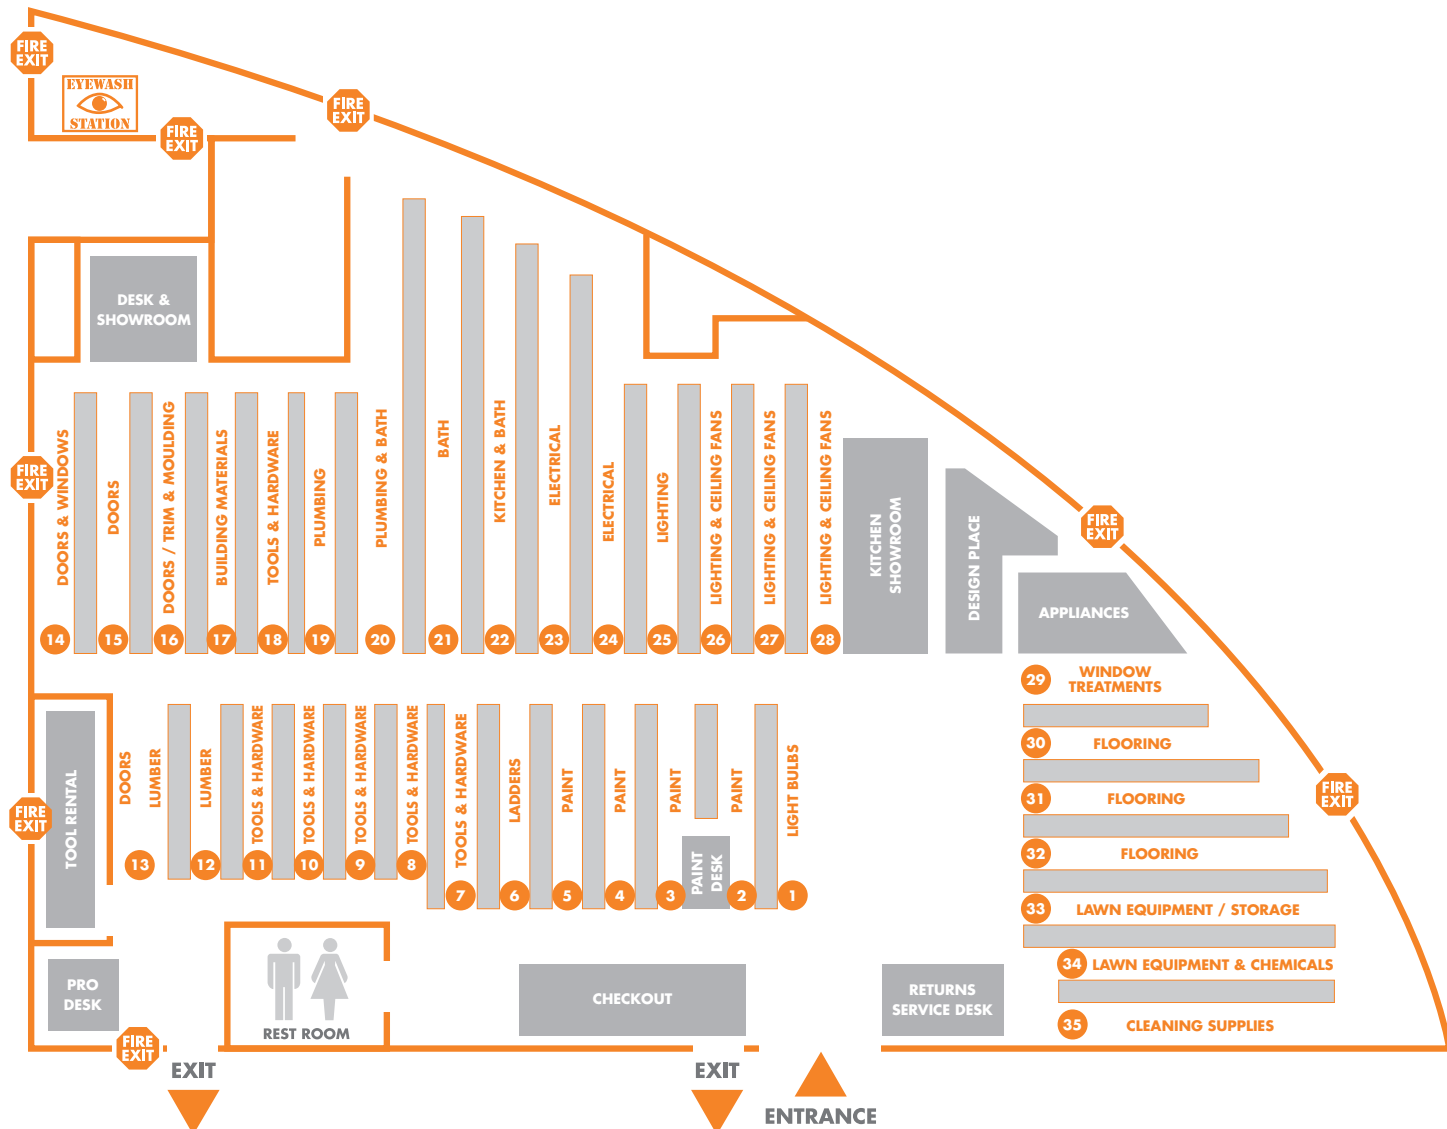 FIRE
EXIT
EYEWASH
STATION
FIRE
EXIT
FIRE
EXIT
DESK &
SHOWROOM
FIRE
EXIT
DOORS & WINDOWS
14
DOORS
15
DOORS / TRIM & MOULDING
16
BUILDING MATERIALS
17
TOOLS & HARDWARE
18
PLUMBING
19
PLUMBING & BATH
20
BATH
21
KITCHEN & BATH
22
ELECTRICAL
23
ELECTRICAL
24
LIGHTING
25
LIGHTING & CEILING FANS
26
LIGHTING & CEILING FANS
27
LIGHTING & CEILING FANS
28
KITCHEN
SHOWROOM
DESIGN PLACE
FIRE
EXIT
APPLIANCES
29
WINDOW
TREATMENTS
30
FLOORING
31
FLOORING
32
FLOORING
33
LAWN EQUIPMENT / STORAGE
34
LAWN EQUIPMENT & CHEMICALS
35
CLEANING SUPPLIES
FIRE
EXIT
FIRE
EXIT
TOOL RENTAL
DOORS
LUMBER
13
LUMBER
12
TOOLS & HARDWARE
11
TOOLS & HARDWARE
10
TOOLS & HARDWARE
9
TOOLS & HARDWARE
8
TOOLS & HARDWARE
7
LADDERS
6
PAINT
5
PAINT
4
PAINT
3
PAINT
DESK
PAINT
2
LIGHT BULBS
1
PRO
DESK
FIRE
EXIT
REST ROOM
CHECKOUT
RETURNS
SERVICE DESK
EXIT
EXIT
ENTRANCE